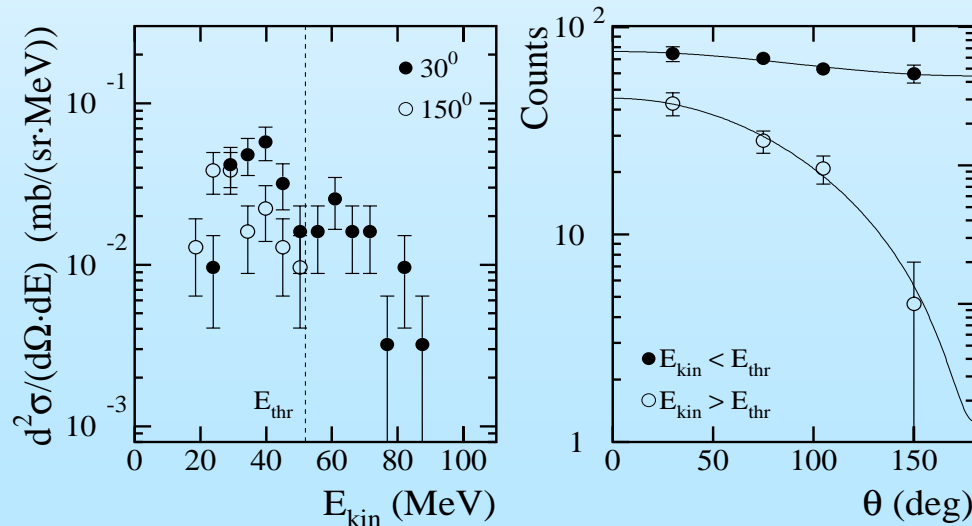 d²σ/(dΩ·dE) (mb/(sr·MeV))
10⁻¹
10⁻²
10⁻³
30⁰
150⁰
E_thr
0 20 40 60 80 100
E_kin (MeV)
Counts
10²
10
1
E_kin < E_thr
E_kin > E_thr
0 50 100 150
θ (deg)